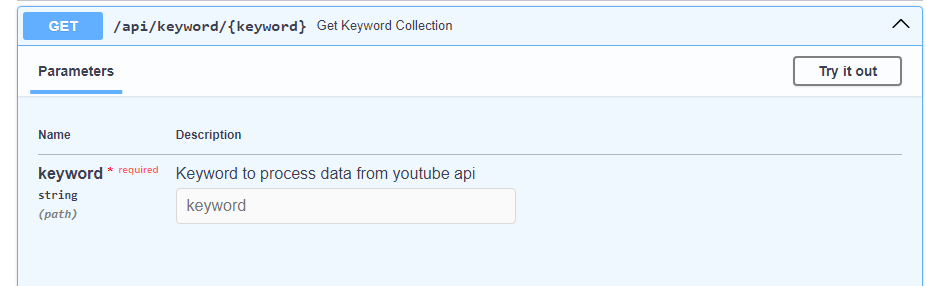 GET /api/keyword/{keyword} Get Keyword Collection
Parameters
Try it out
Name Description
keyword * required Keyword to process data from youtube api
string
(path)
keyword